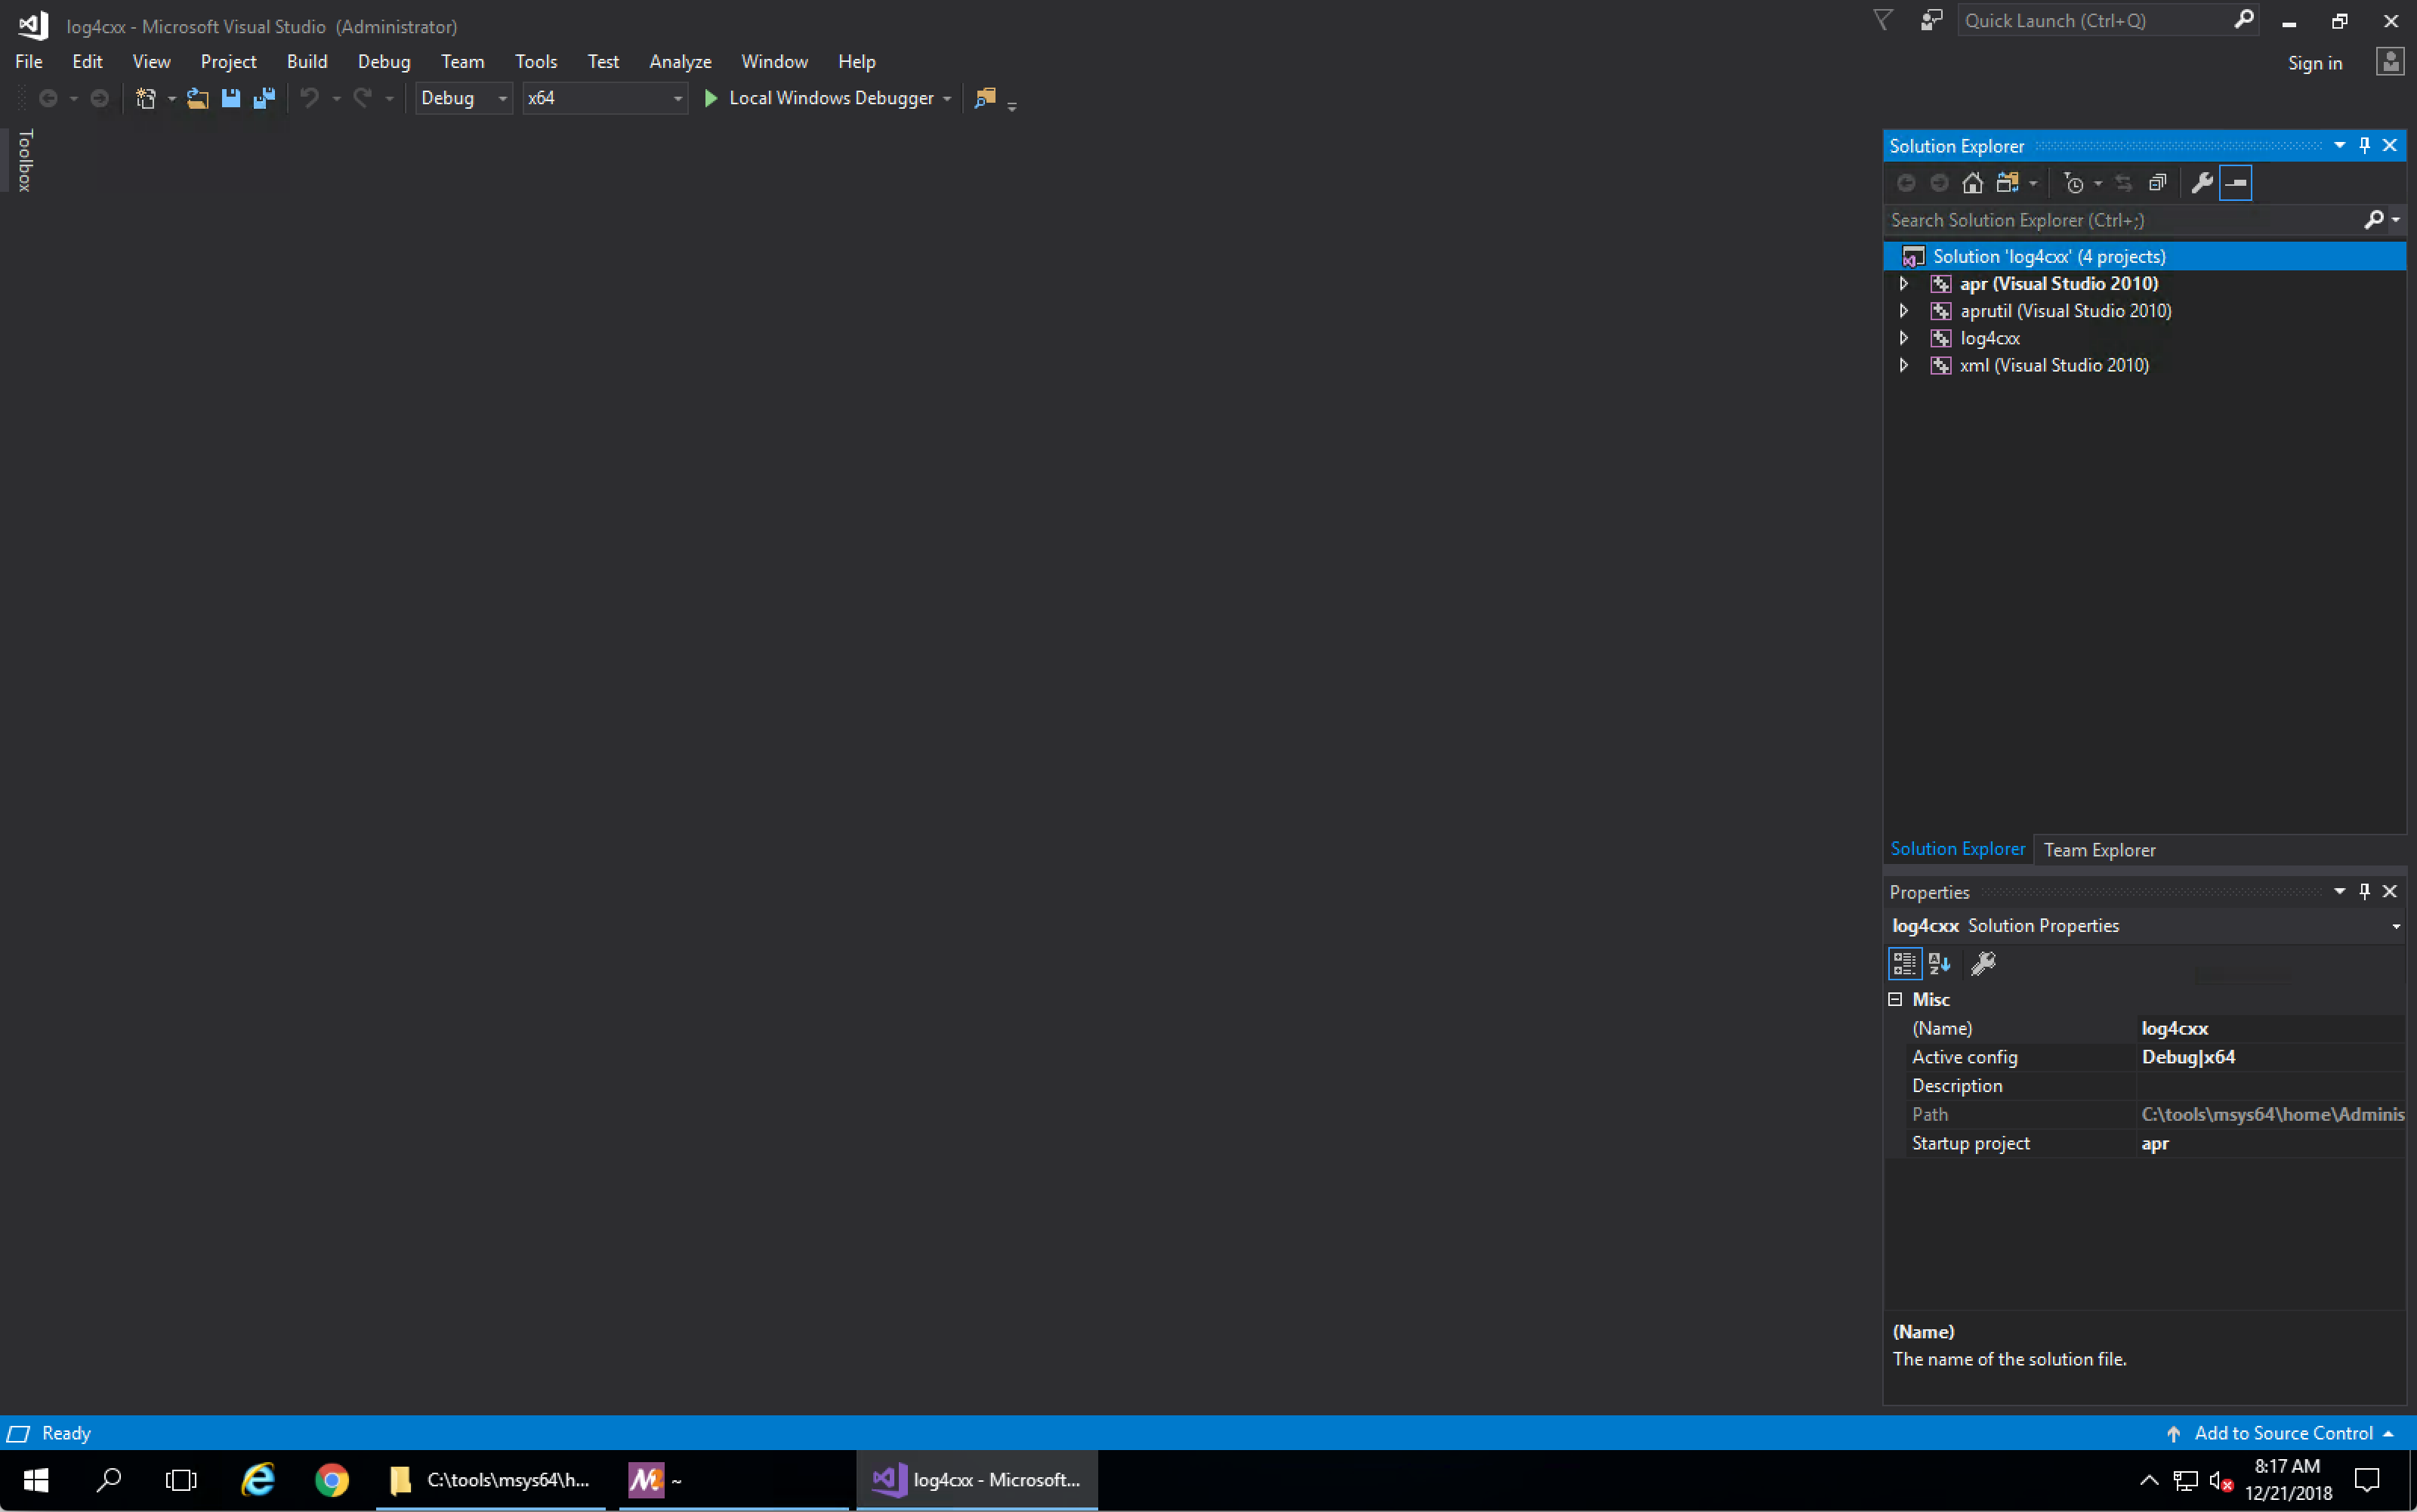 log4cxx - Microsoft Visual Studio (Administrator)
Quick Launch (Ctrl+Q)
File Edit View Project Build Debug Team Tools Test Analyze Window Help
Sign in
Debug x64 Local Windows Debugger
Toolbox
Solution Explorer
Search Solution Explorer (Ctrl+;)
Solution 'log4cxx' (4 projects)
apr (Visual Studio 2010)
aprutil (Visual Studio 2010)
log4cxx
xml (Visual Studio 2010)
Solution Explorer Team Explorer
Properties
log4cxx Solution Properties
Misc
(Name) log4cxx
Active config Debug|x64
Description
Path C:\tools\msys64\home\Adminis
Startup project apr
(Name)
The name of the solution file.
Ready
Add to Source Control
C:\tools\msys64\h...
~
log4cxx - Microsoft...
8:17 AM
12/21/2018